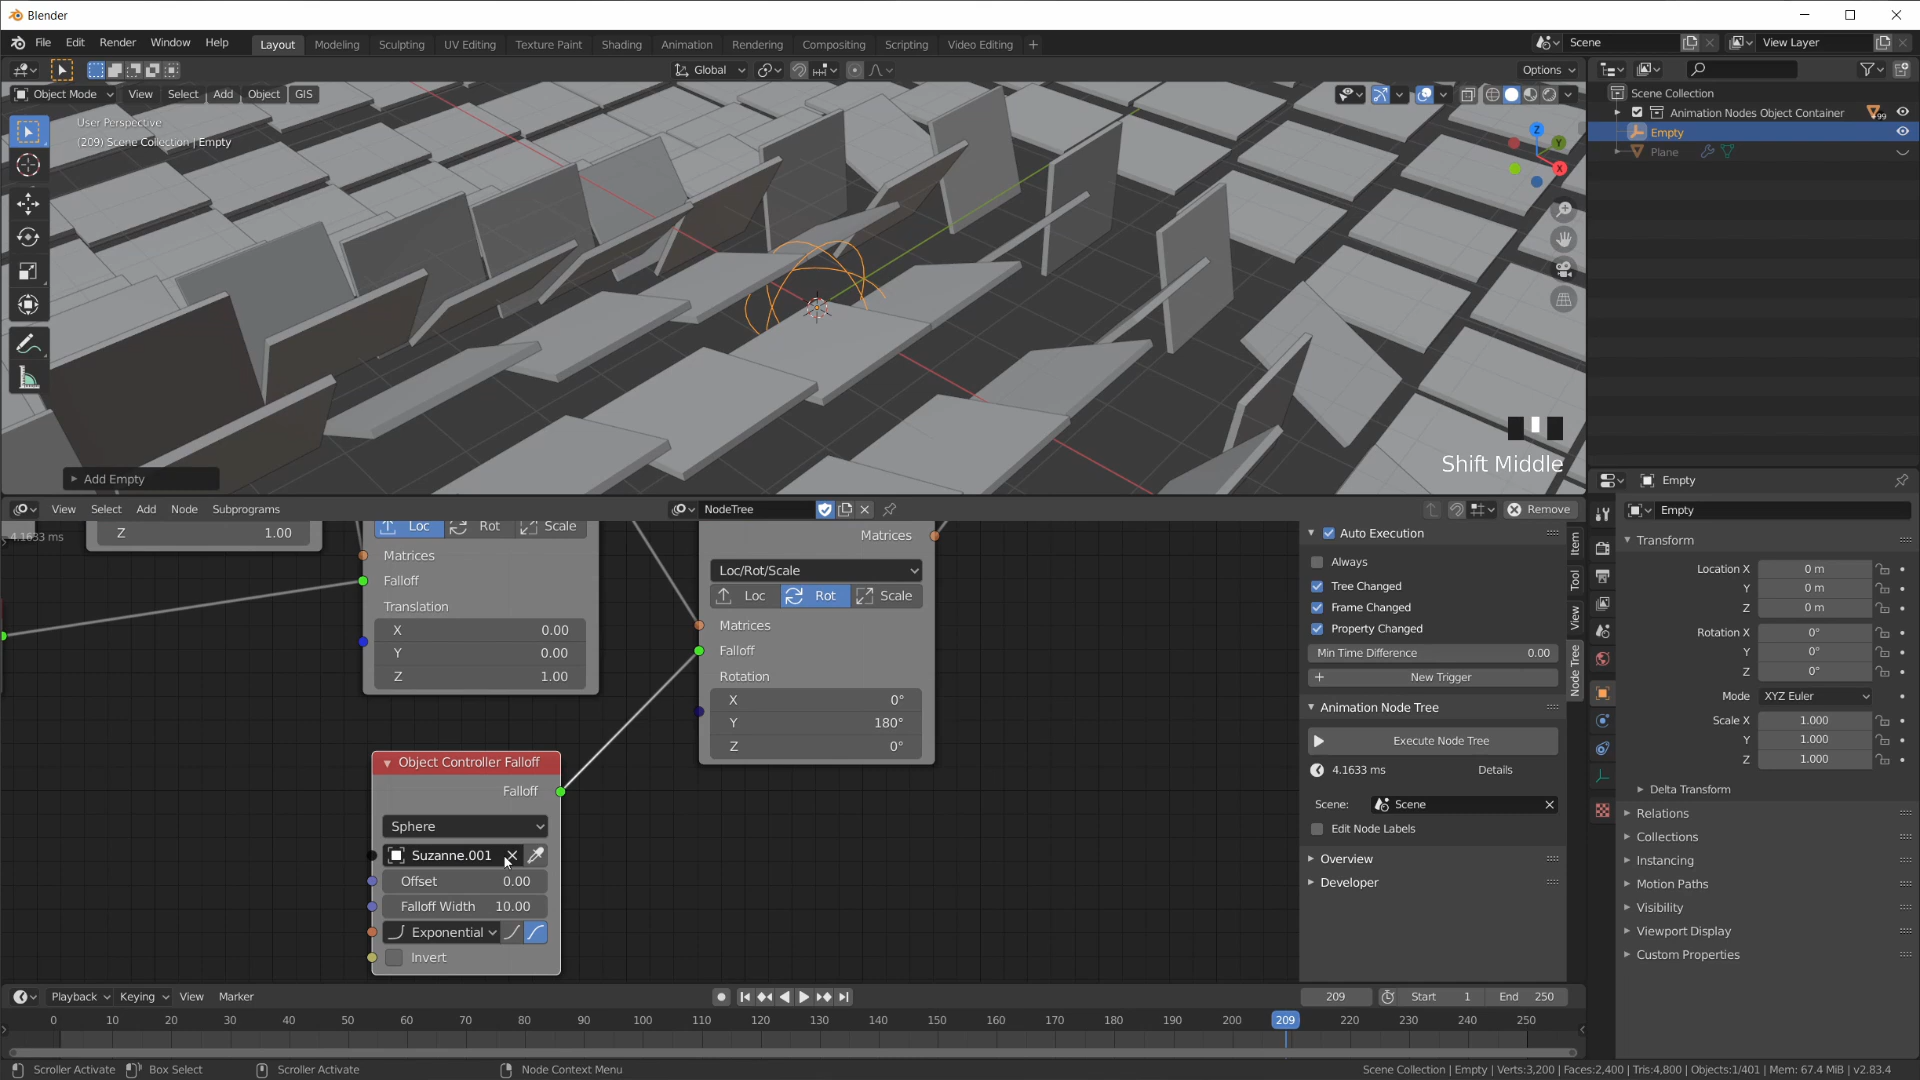 Blender
File Edit Render Window Help
Layout Modeling Sculpting UV Editing Texture Paint Shading Animation Rendering Compositing Scripting Video Editing +
Scene
View Layer
Global
Options
Object Mode View Select Add Object GIS
User Perspective
(209) Scene Collection | Empty
Z
Y
X
Shift Middle
Add Empty
Scene Collection
Animation Nodes Object Container
99
Empty
Plane
View Select Add Node Subprograms
NodeTree
Remove
4.1633 ms
Z 1.00
Loc Rot Scale
Matrices
Falloff
Translation
X 0.00
Y 0.00
Z 1.00
Matrices
Loc/Rot/Scale
Loc Rot Scale
Matrices
Falloff
Rotation
X 0°
Y 180°
Z 0°
Object Controller Falloff
Falloff
Sphere
Suzanne.001
Offset 0.00
Falloff Width 10.00
Exponential
Invert
Auto Execution
Always
Tree Changed
Frame Changed
Property Changed
Min Time Difference 0.00
New Trigger
Animation Node Tree
Execute Node Tree
4.1633 ms Details
Scene: Scene
Edit Node Labels
Overview
Developer
Item
Tool
View
Node Tree
Empty
Empty
Transform
Location X 0 m
Y 0 m
Z 0 m
Rotation X 0°
Y 0°
Z 0°
Mode XYZ Euler
Scale X 1.000
Y 1.000
Z 1.000
Delta Transform
Relations
Collections
Instancing
Motion Paths
Visibility
Viewport Display
Custom Properties
Playback Keying View Marker
209
Start 1 End 250
0 10 20 30 40 50 60 70 80 90 100 110 120 130 140 150 160 170 180 190 200 209 220 230 240 250
Scroller Activate Box Select Scroller Activate Node Context Menu
Scene Collection | Empty | Verts:3,200 | Faces:2,400 | Tris:4,800 | Objects:1/401 | Mem: 67.4 MiB | v2.83.4